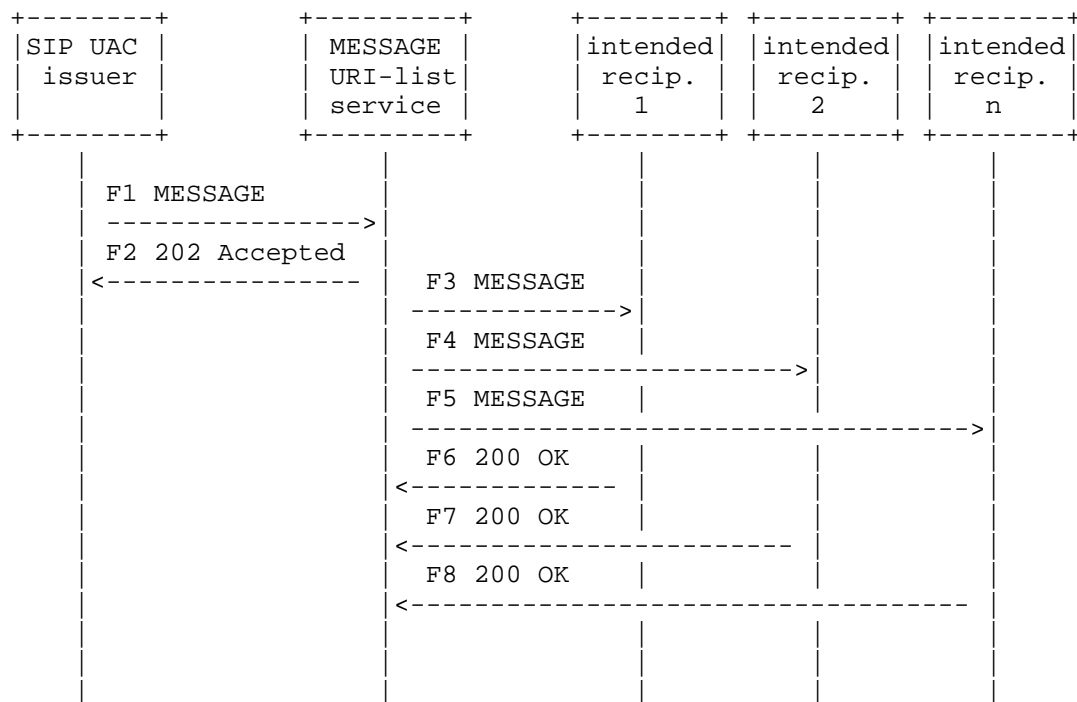 SIP UAC MESSAGE intended intended intended
issuer URI-list recip. recip. recip.
service 1 2 n
F1 MESSAGE
F2 202 Accepted
F3 MESSAGE
F4 MESSAGE
F5 MESSAGE
F6 200 OK
F7 200 OK
F8 200 OK